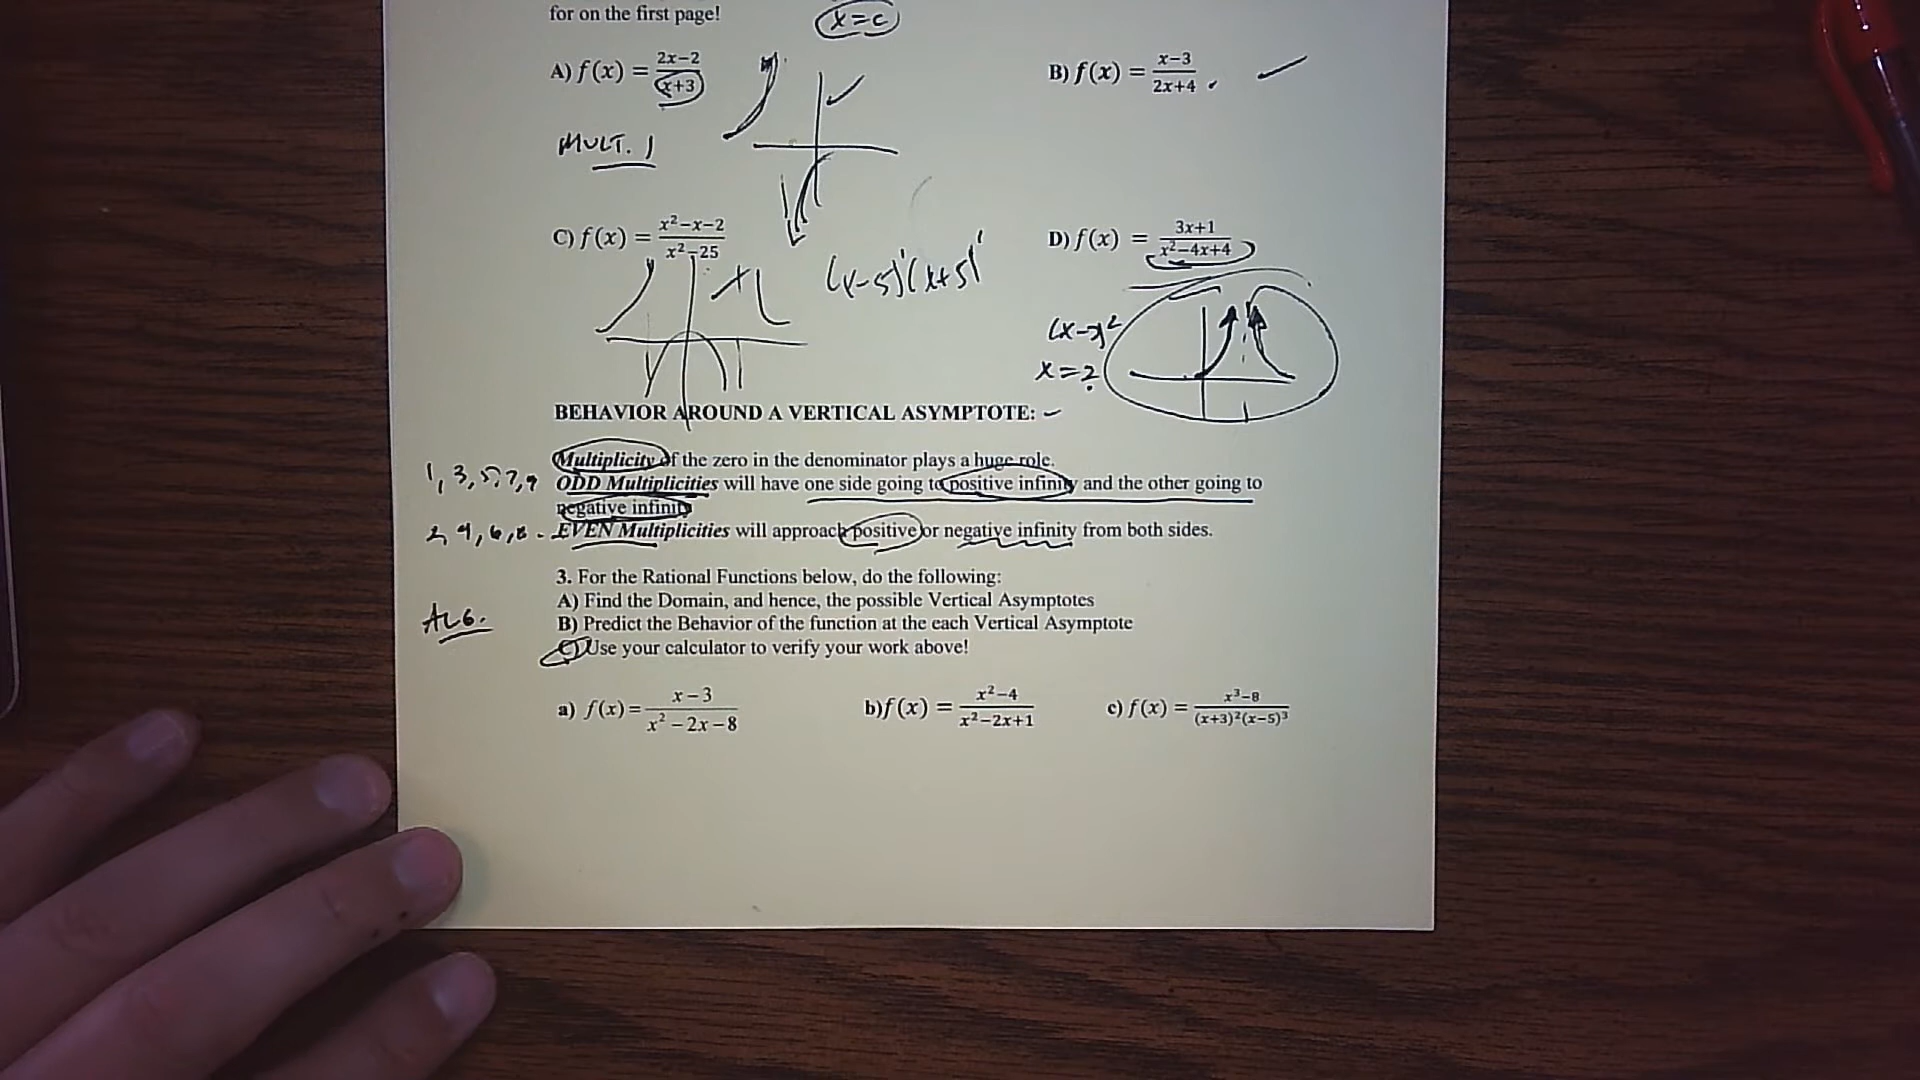 for on the first page!
x=c
A) f(x) = (2x-2)/(x+3)
B) f(x) = (x-3)/(2x+4)
MULT. 1
C) f(x) = (x²-x-2)/(x²-25)
D) f(x) = (3x+1)/(x²-4x+4)
(x-5)¹(x+5)¹
x=2
BEHAVIOR AROUND A VERTICAL ASYMPTOTE:
Multiplicity of the zero in the denominator plays a huge role.
1, 3, 5, 7, 9 ODD Multiplicities will have one side going to positive infinity and the other going to
negative infinity
2, 4, 6, 8 - EVEN Multiplicities will approach positive or negative infinity from both sides.
3. For the Rational Functions below, do the following:
A) Find the Domain, and hence, the possible Vertical Asymptotes
ALG.
B) Predict the Behavior of the function at the each Vertical Asymptote
C) Use your calculator to verify your work above!
a) f(x) = (x-3)/(x²-2x-8)
b) f(x) = (x²-4)/(x²-2x+1)
c) f(x) = (x³-8)/((x+3)²(x-5)³)